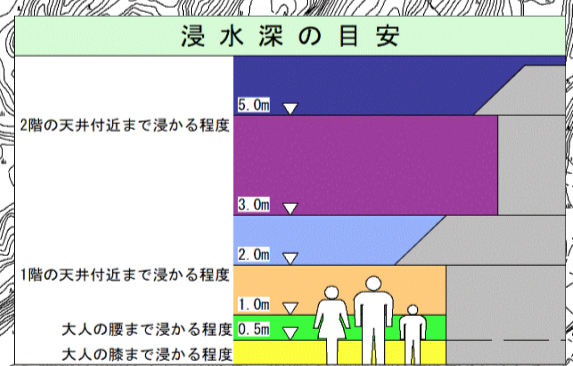 浸水深の目安
5.0m
2階の天井付近まで浸かる程度
3.0m
2.0m
1階の天井付近まで浸かる程度
1.0m
大人の腰まで浸かる程度 0.5m
大人の膝まで浸かる程度